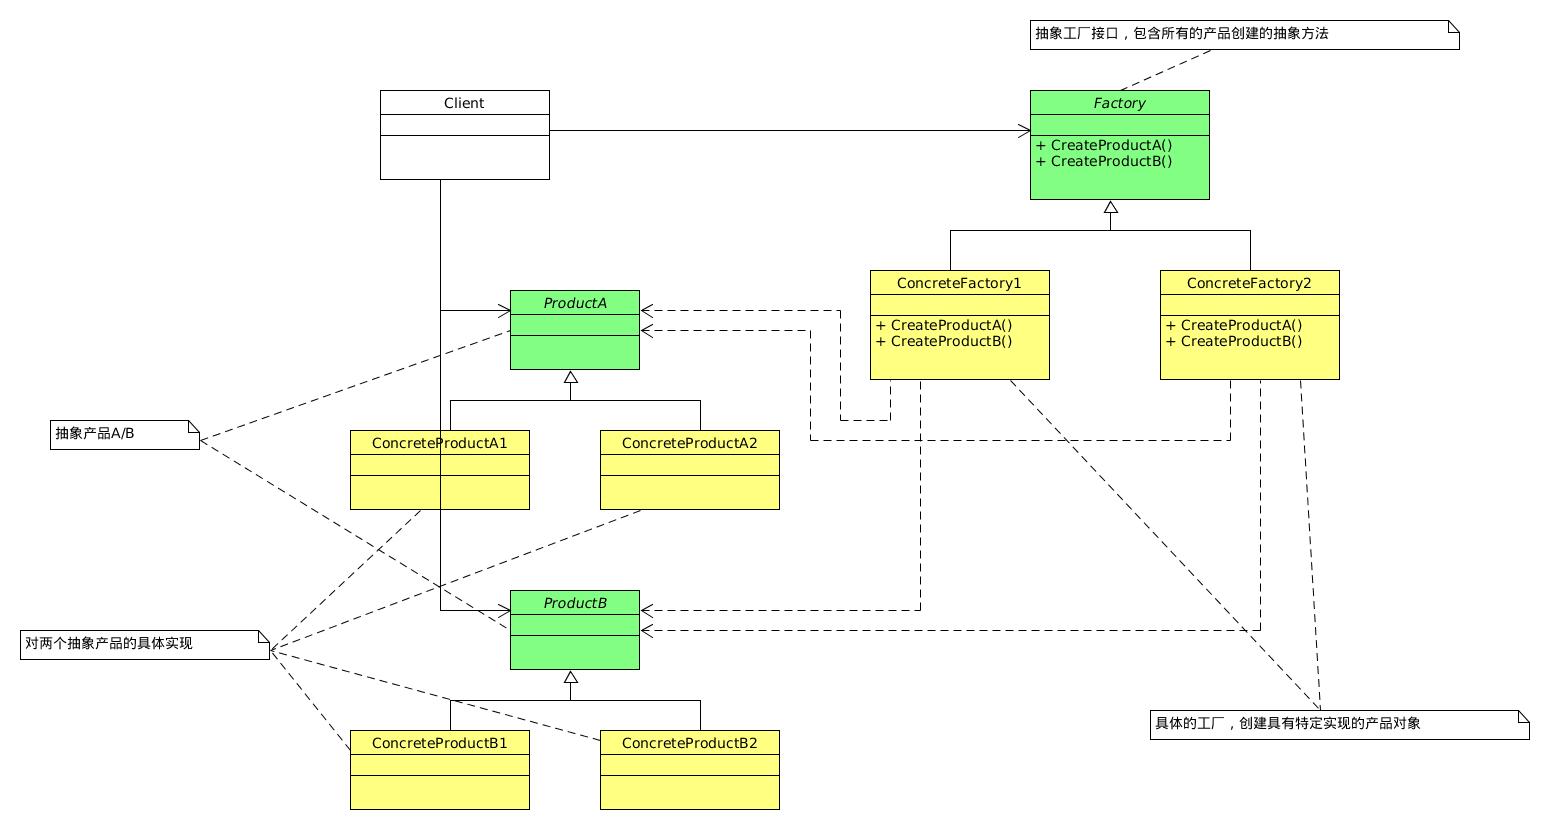 抽象工厂接口，包含所有的产品创建的抽象方法
Client
Factory
+ CreateProductA()
+ CreateProductB()
ConcreteFactory1
+ CreateProductA()
+ CreateProductB()
ConcreteFactory2
+ CreateProductA()
+ CreateProductB()
ProductA
抽象产品A/B
ConcreteProductA1
ConcreteProductA2
ProductB
对两个抽象产品的具体实现
具体的工厂，创建具有特定实现的产品对象
ConcreteProductB1
ConcreteProductB2